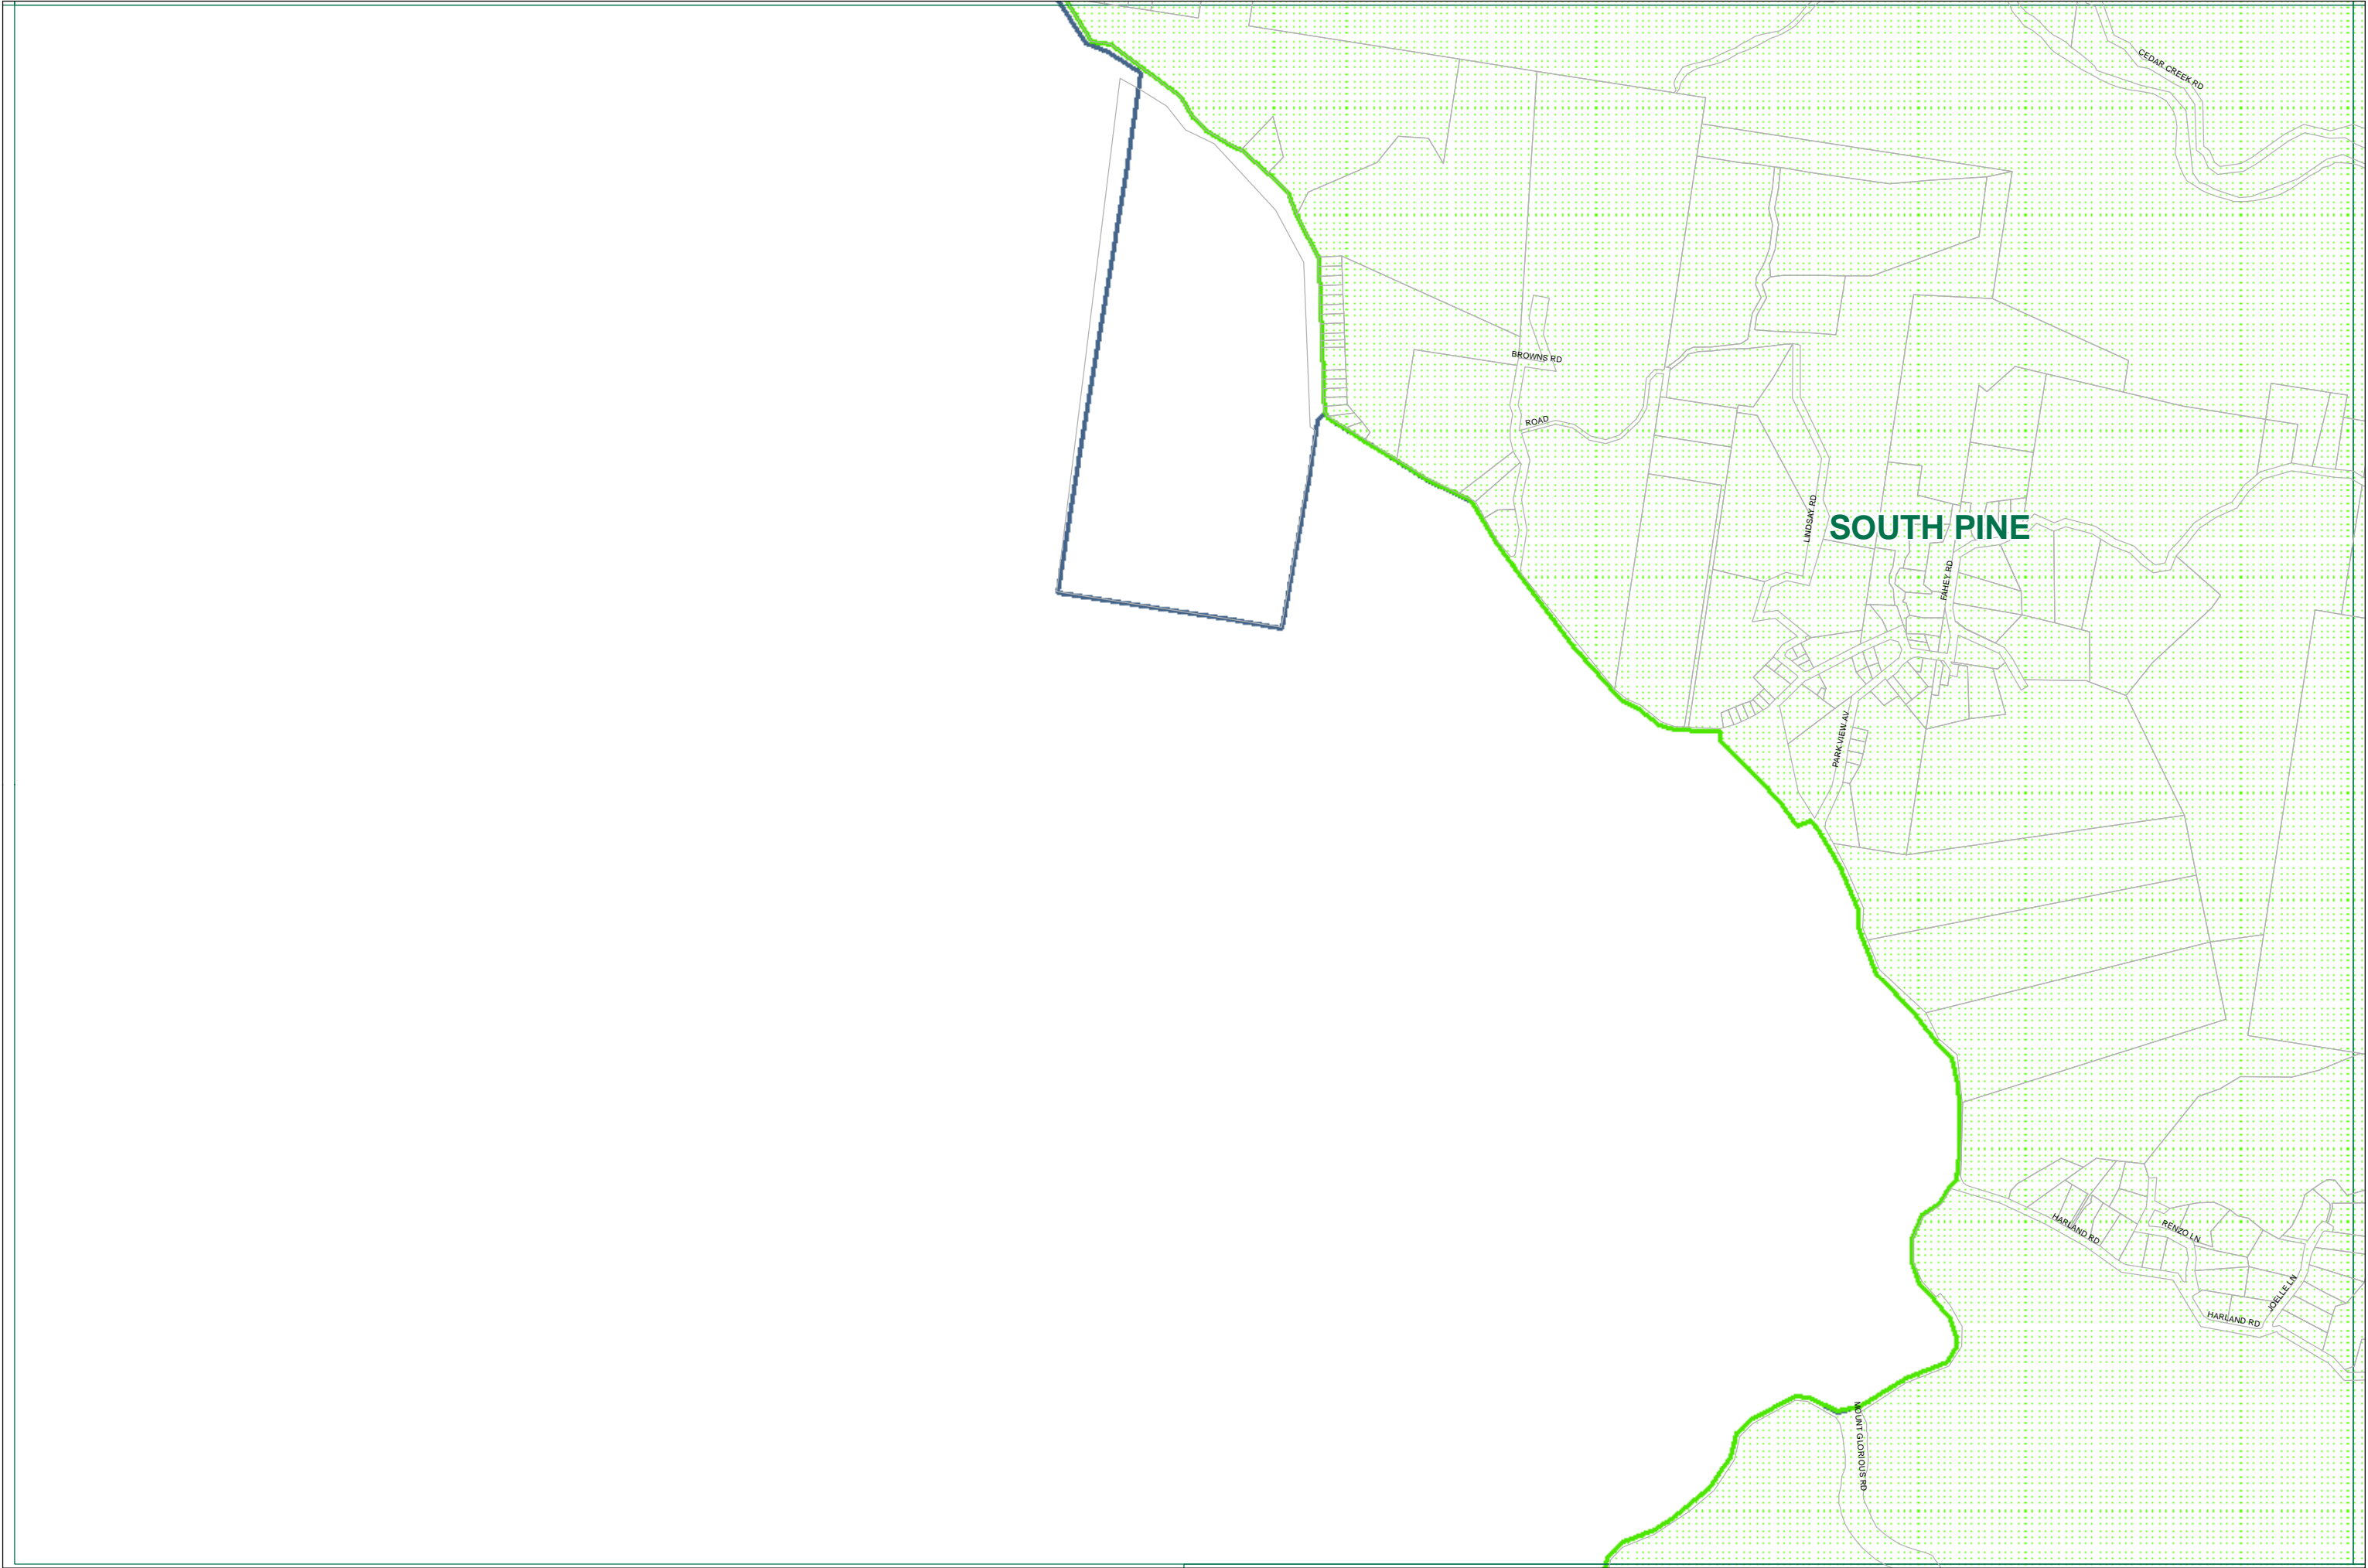 CEDAR CREEK RD
BROWNS RD
ROAD
LINDSAY RD
SOUTH PINE
FAHEY RD
PARK VIEW AV
HARLAND RD
RENZO LN
JOELLE LN
HARLAND RD
MOUNT GLORIOUS RD